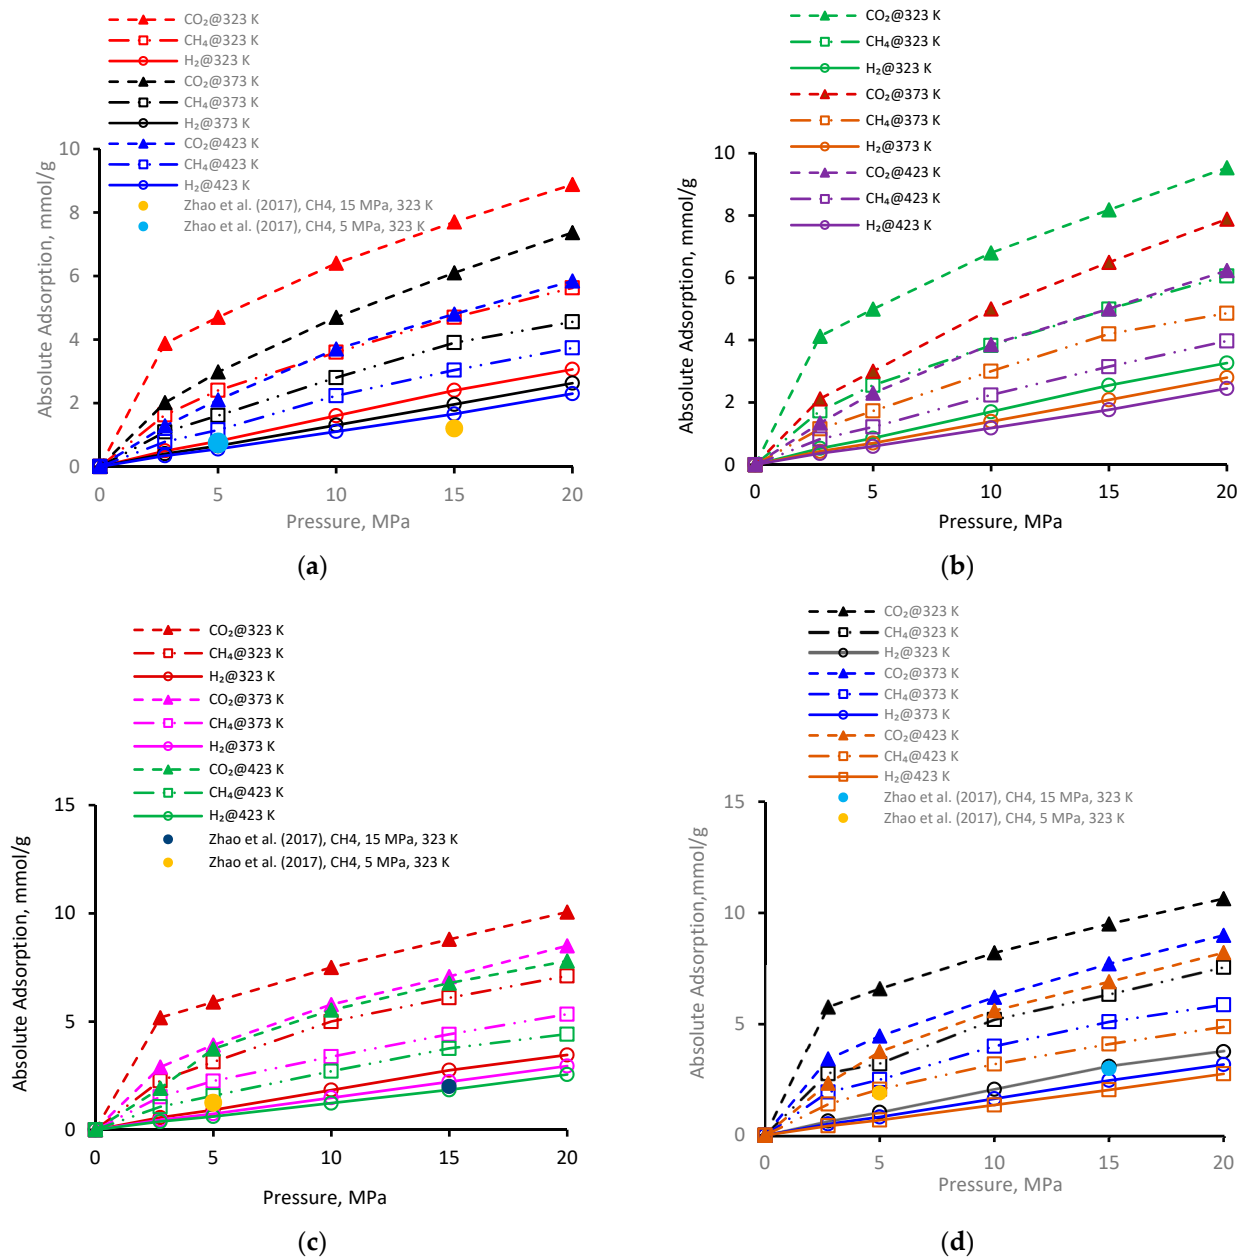 CO₂@323 K
CH₄@323 K
H₂@323 K
CO₂@373 K
CH₄@373 K
H₂@373 K
CO₂@423 K
CH₄@423 K
H₂@423 K
Zhao et al. (2017), CH4, 15 MPa, 323 K
Zhao et al. (2017), CH4, 5 MPa, 323 K
Absolute Adsorption, mmol/g
10
8
6
4
2
0
0 5 10 15 20
Pressure, MPa
(a)
CO₂@323 K
CH₄@323 K
H₂@323 K
CO₂@373 K
CH₄@373 K
H₂@373 K
CO₂@423 K
CH₄@423 K
H₂@423 K
Absolute Adsorption, mmol/g
10
8
6
4
2
0
0 5 10 15 20
Pressure, MPa
(b)
CO₂@323 K
CH₄@323 K
H₂@323 K
CO₂@373 K
CH₄@373 K
H₂@373 K
CO₂@423 K
CH₄@423 K
H₂@423 K
Zhao et al. (2017), CH4, 15 MPa, 323 K
Zhao et al. (2017), CH4, 5 MPa, 323 K
Absolute Adsorption, mmol/g
15
10
5
0
0 5 10 15 20
Pressure, MPa
(c)
CO₂@323 K
CH₄@323 K
H₂@323 K
CO₂@373 K
CH₄@373 K
H₂@373 K
CO₂@423 K
CH₄@423 K
H₂@423 K
Zhao et al. (2017), CH4, 15 MPa, 323 K
Zhao et al. (2017), CH4, 5 MPa, 323 K
Absolute Adsorption,mmol/g
15
10
5
0
0 5 10 15 20
Pressure, MPa
(d)